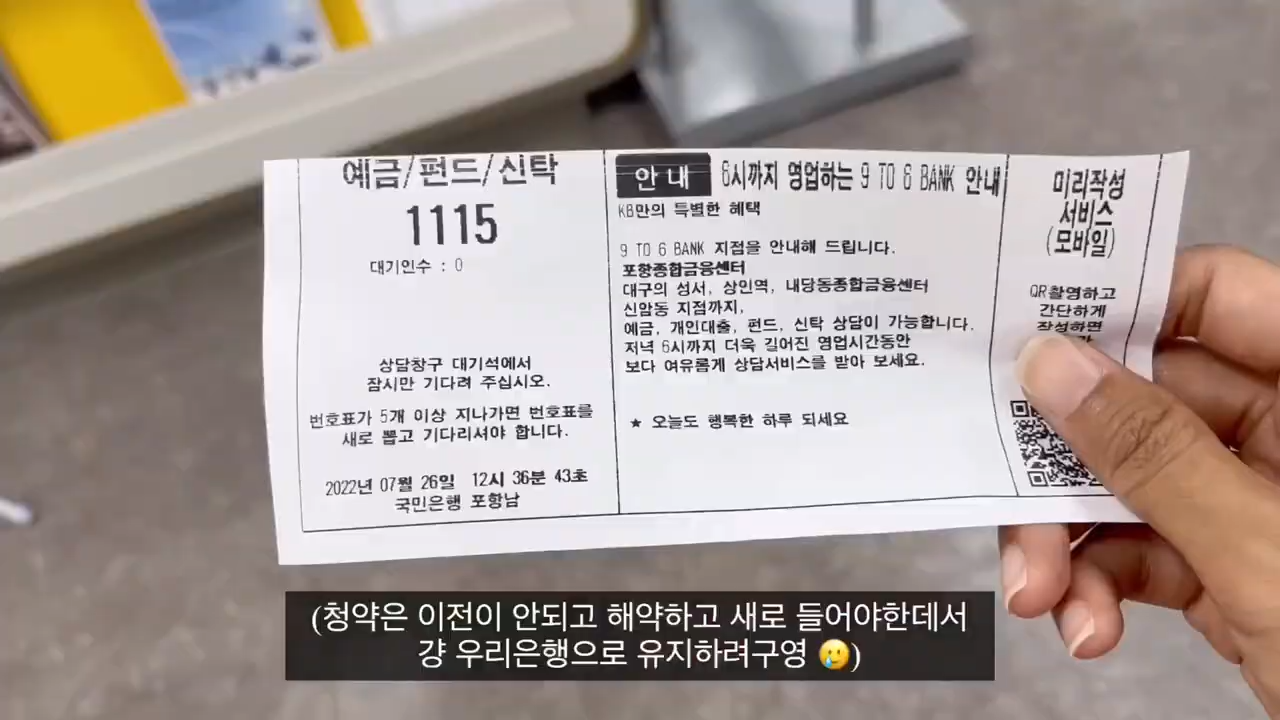 예금/펀드/신탁
1115
대기인수 : 0
상담창구 대기석에서
잠시만 기다려 주십시오.
번호표가 5개 이상 지나가면 번호표를
새로 뽑고 기다리셔야 합니다.
2022년 07월 26일 12시 36분 43초
국민은행 포항남
안 내 6시까지 영업하는 9 TO 6 BANK 안내
KB만의 특별한 혜택
9 TO 6 BANK 지점을 안내해 드립니다.
포항종합금융센터
대구의 성서, 상인역, 내당동종합금융센터
신암동 지점까지,
예금, 개인대출, 펀드, 신탁 상담이 가능합니다.
저녁 6시까지 더욱 길어진 영업시간동안
보다 여유롭게 상담서비스를 받아 보세요.
★ 오늘도 행복한 하루 되세요
미리작성
서비스
(모바일)
QR촬영하고
간단하게
작성하면
(청약은 이전이 안되고 해약하고 새로 들어야한데서
걍 우리은행으로 유지하려구영 🥲)